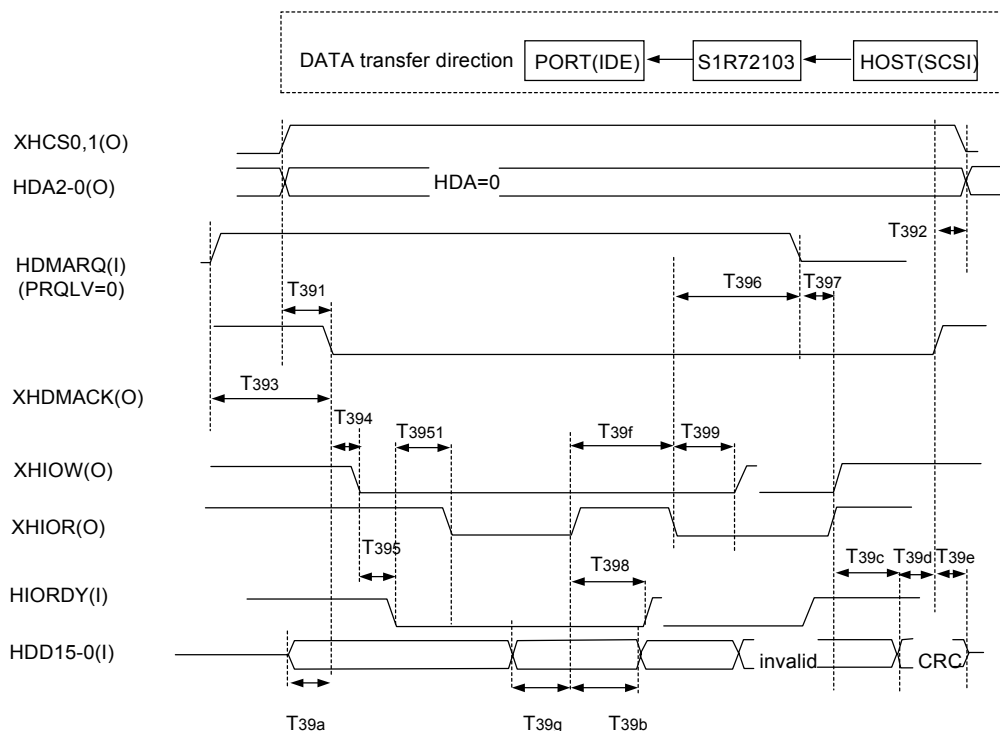 DATA transfer direction PORT(IDE) S1R72103 HOST(SCSI)
XHCS0,1(O)
HDA2-0(O) HDA=0
T392
HDMARQ(I)
(PRQLV=0)
T391 T396 T397
T393
XHDMACK(O)
T394 T3951 T39f T399
XHIOW(O)
XHIOR(O)
T395 T398 T39c T39d T39e
HIORDY(I)
HDD15-0(I) invalid CRC
T39a T39g T39b